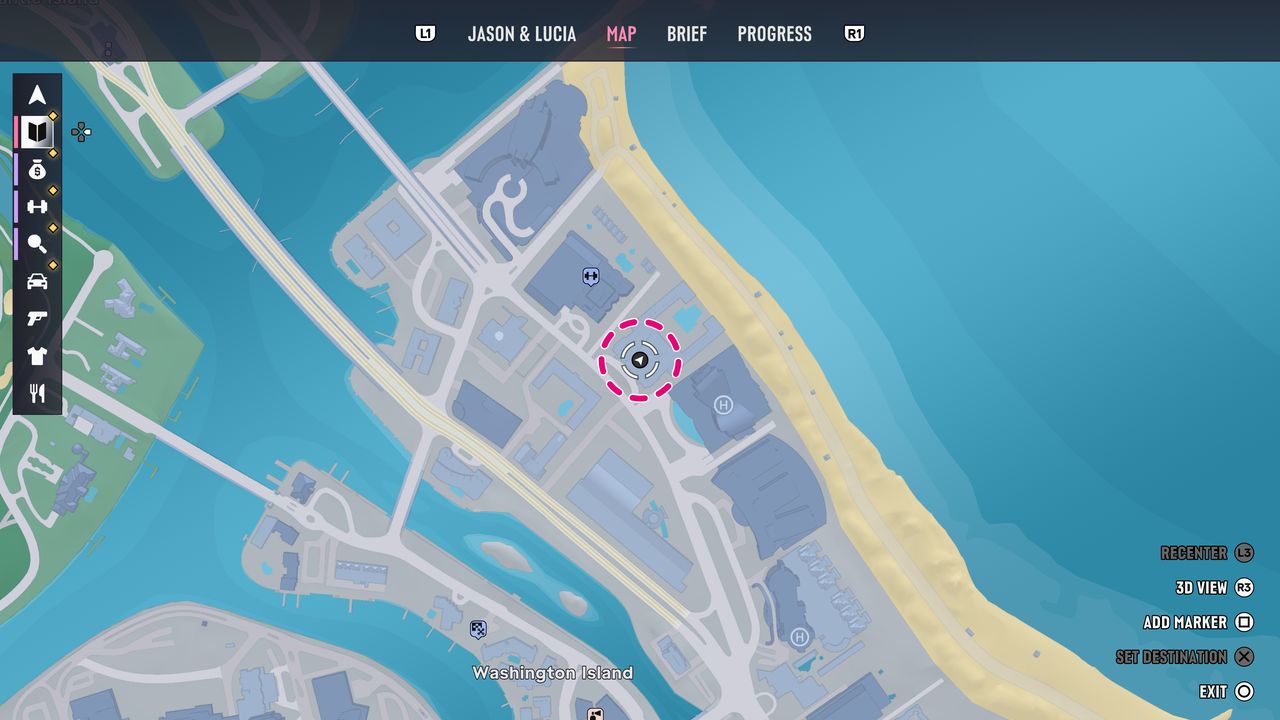 L1 JASON & LUCIA MAP BRIEF PROGRESS R1
H
H
Washington Island
RECENTER L3
3D VIEW R3
ADD MARKER
SET DESTINATION
EXIT